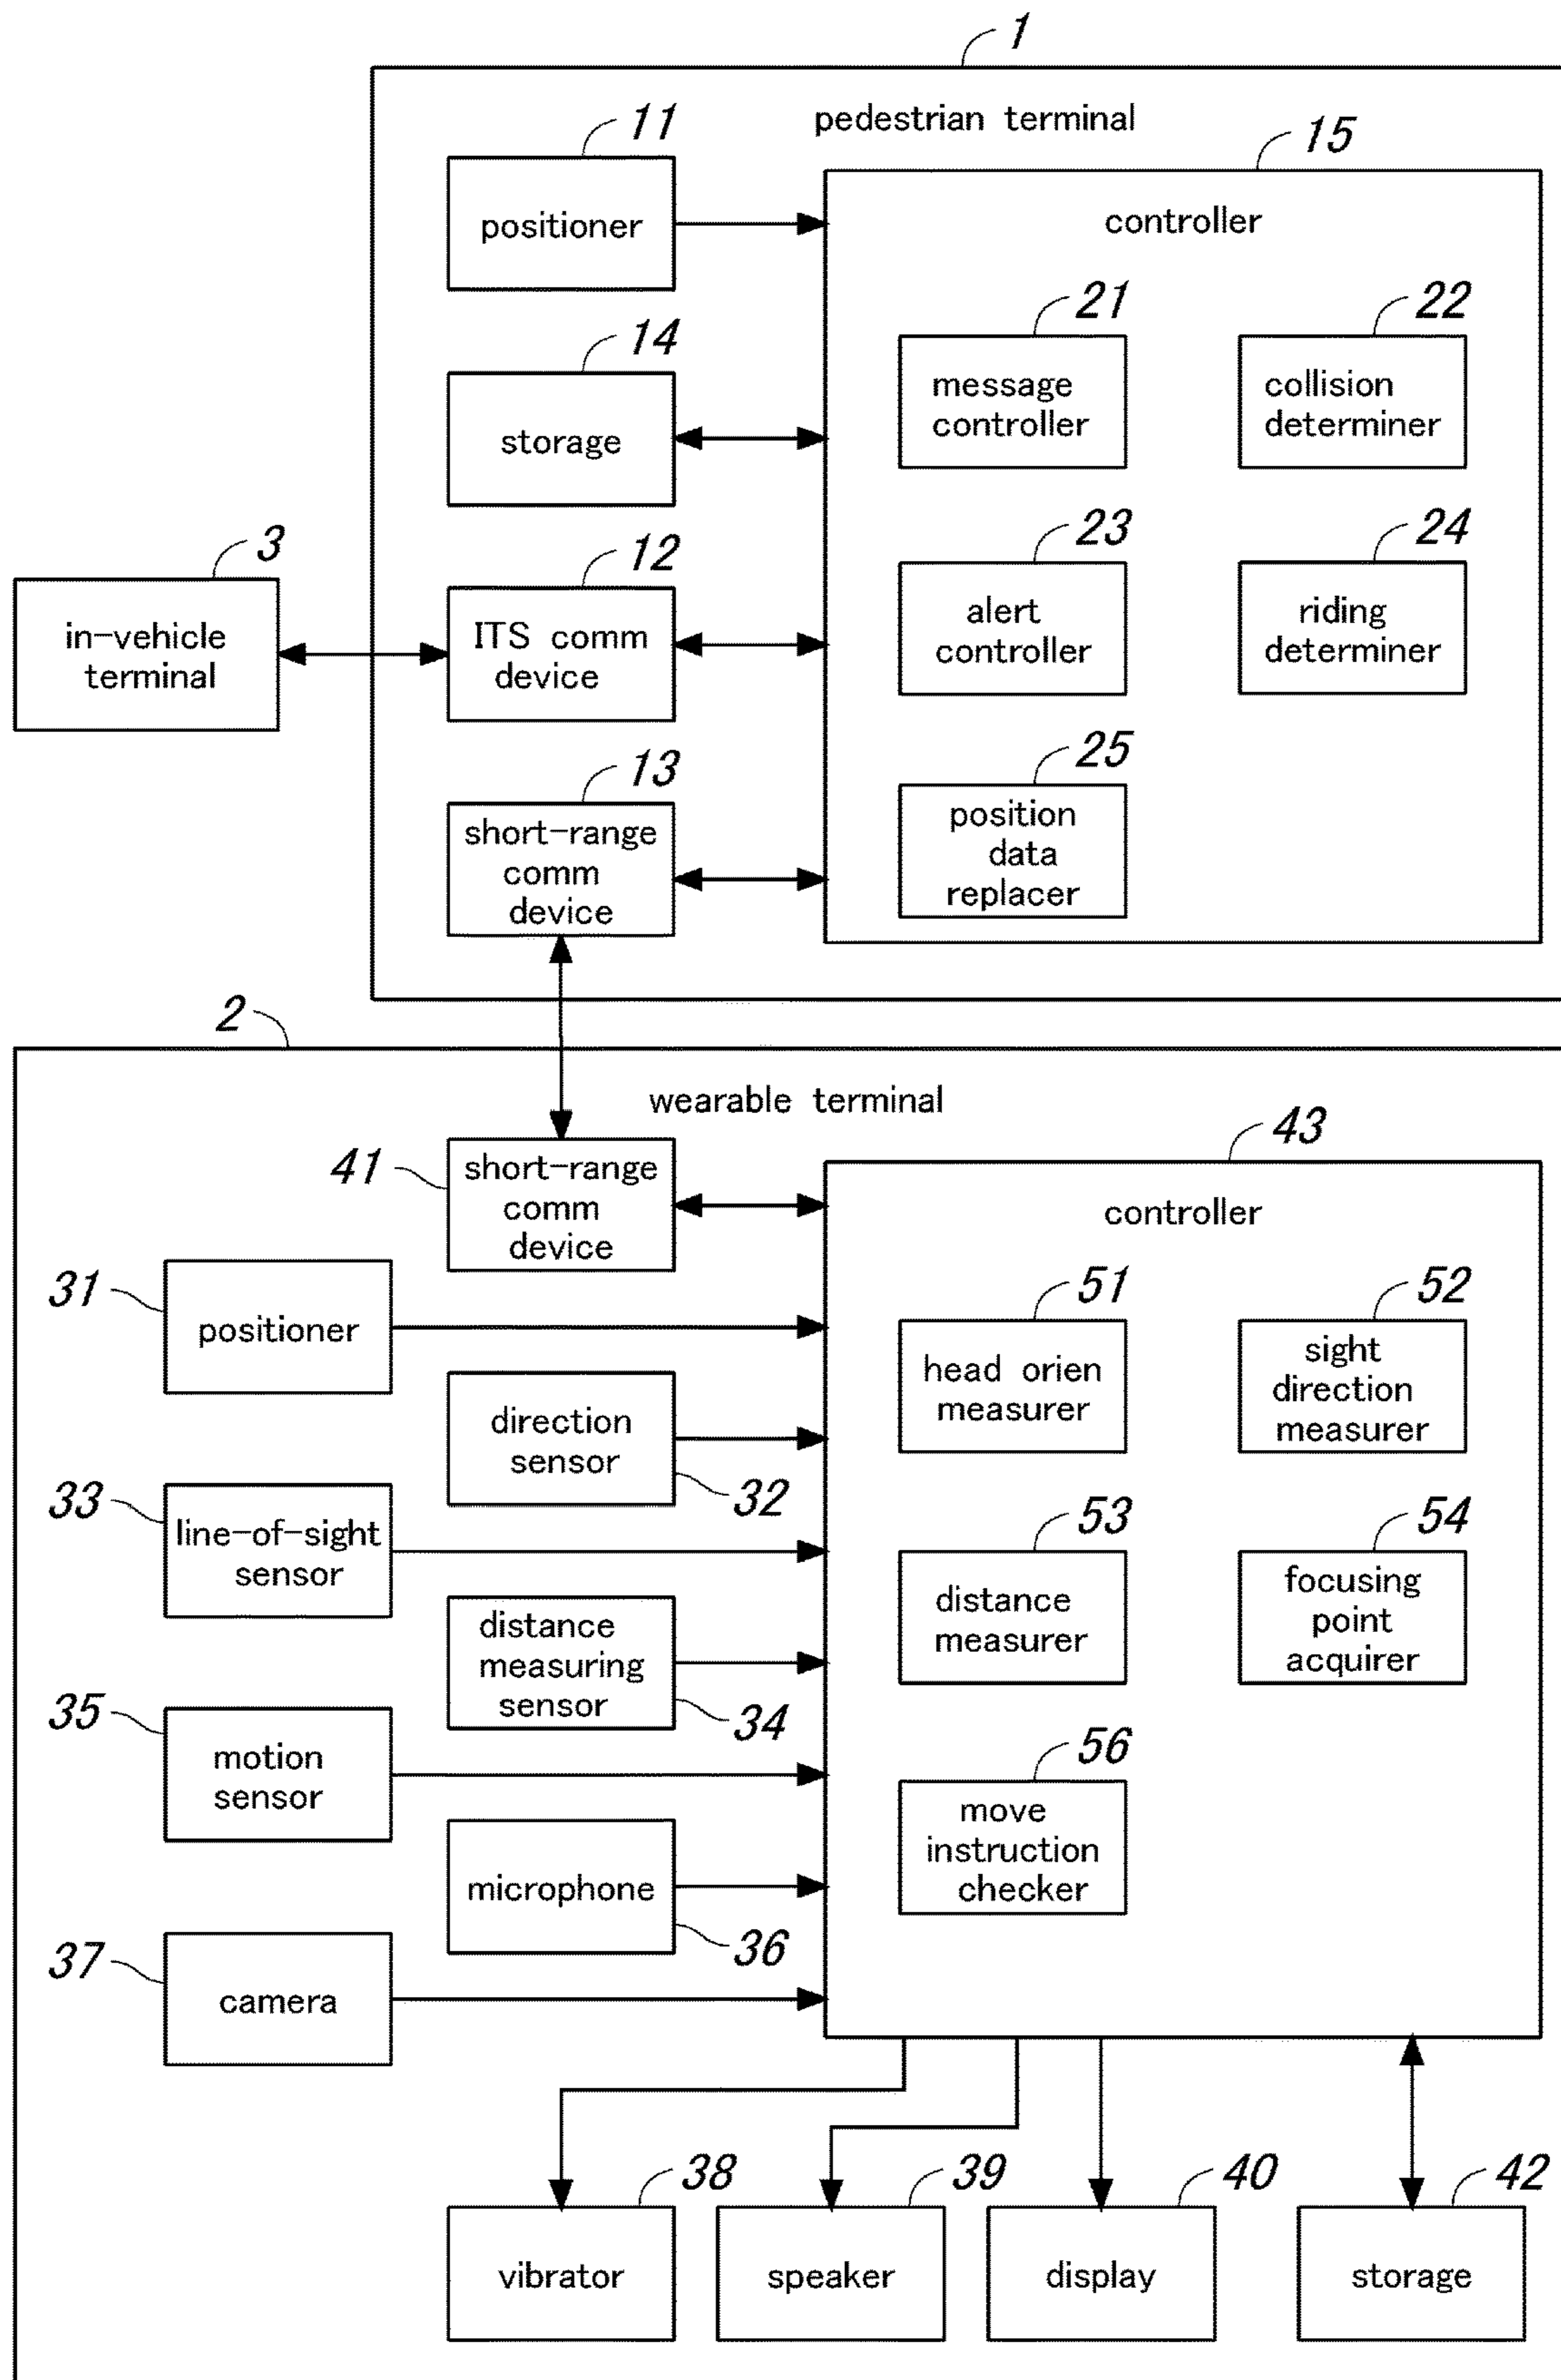 1
pedestrian terminal
11
positioner
15
controller
14
storage
21
message
controller
22
collision
determiner
3
in-vehicle
terminal
12
ITS comm
device
23
alert
controller
24
riding
determiner
13
short-range
comm
device
25
position
data
replacer
2
wearable terminal
41
short-range
comm
device
43
controller
31
positioner
51
head orien
measurer
52
sight
direction
measurer
direction
sensor
32
33
line-of-sight
sensor
53
distance
measurer
54
focusing
point
acquirer
distance
measuring
sensor
34
35
motion
sensor
56
move
instruction
checker
microphone
36
37
camera
38
vibrator
39
speaker
40
display
42
storage